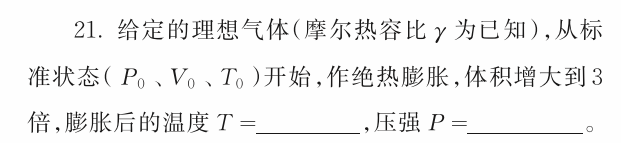 21. 给定的理想气体(摩尔热容比 γ 为已知),从标
准状态( P₀ 、V₀ 、T₀ )开始,作绝热膨胀,体积增大到3
倍,膨胀后的温度 T =________,压强 P =________。